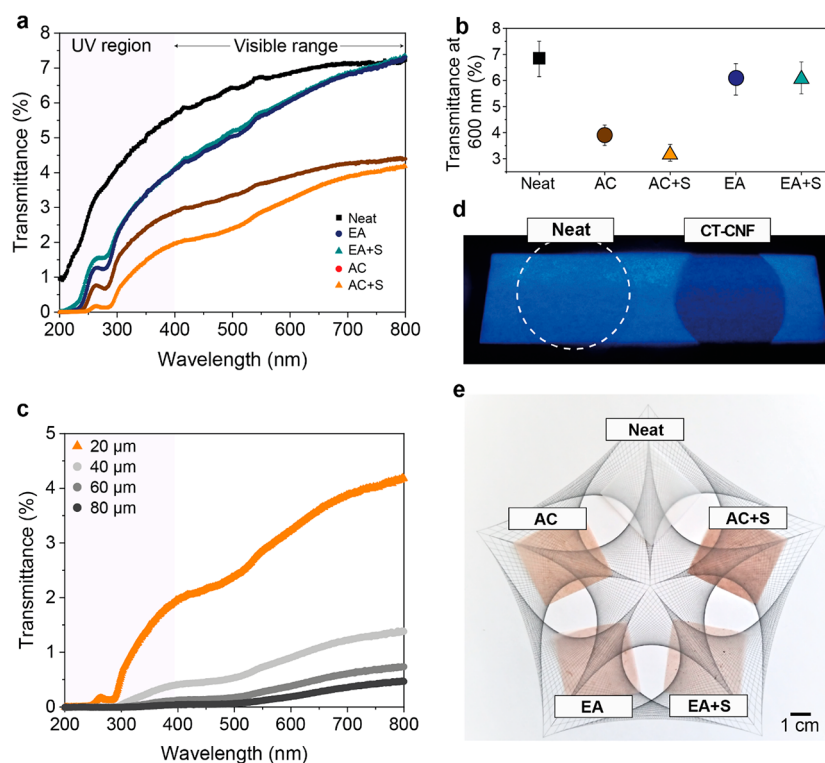 a
UV region
Visible range
Transmittance (%)
8
7
6
5
4
3
2
1
0
Neat
EA
EA+S
AC
AC+S
200 300 400 500 600 700 800
Wavelength (nm)
b
Transmittance at
600 nm (%)
8
7
6
5
4
3
Neat AC AC+S EA EA+S
c
Transmittance (%)
5
4
3
2
1
0
20 µm
40 µm
60 µm
80 µm
200 300 400 500 600 700 800
Wavelength (nm)
d
Neat
CT-CNF
e
Neat
AC
AC+S
EA
EA+S
1 cm